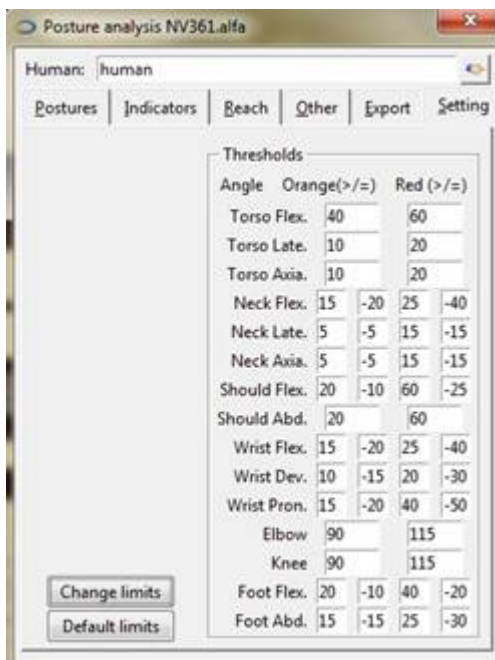 Posture analysis NV361.alfa
Human: human
Postures Indicators Reach Other Export Setting
Thresholds
Angle Orange(>/=) Red (>/=)
Torso Flex. 40 60
Torso Late. 10 20
Torso Axia. 10 20
Neck Flex. 15 -20 25 -40
Neck Late. 5 -5 15 -15
Neck Axia. 5 -5 15 -15
Should Flex. 20 -10 60 -25
Should Abd. 20 60
Wrist Flex. 15 -20 25 -40
Wrist Dev. 10 -15 20 -30
Wrist Pron. 15 -20 40 -50
Elbow 90 115
Knee 90 115
Foot Flex. 20 -10 40 -20
Foot Abd. 15 -15 25 -30
Change limits
Default limits